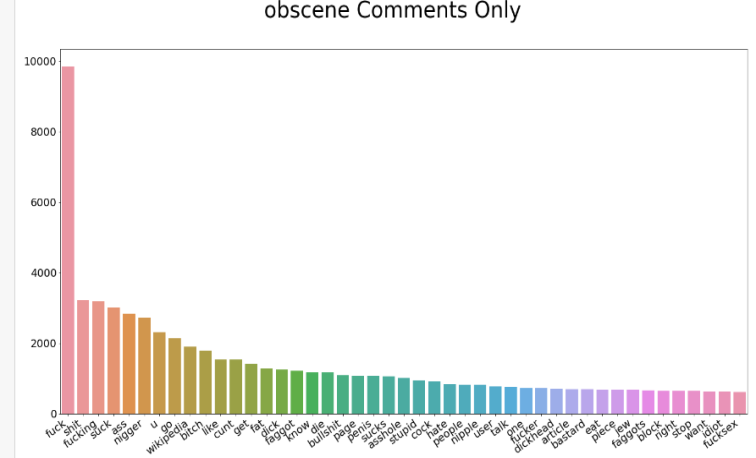 obscene Comments Only
10000
8000
6000
4000
2000
0
fuck
shit
fucking
suck
ass
nigger
u
go
wikipedia
bitch
like
cunt
get
fat
dick
faggot
know
die
bullshit
page
penis
sucks
asshole
stupid
cock
hate
people
nipple
user
talk
one
fucker
dickhead
article
bastard
eat
piece
jew
faggots
block
right
stop
want
idiot
fucksex